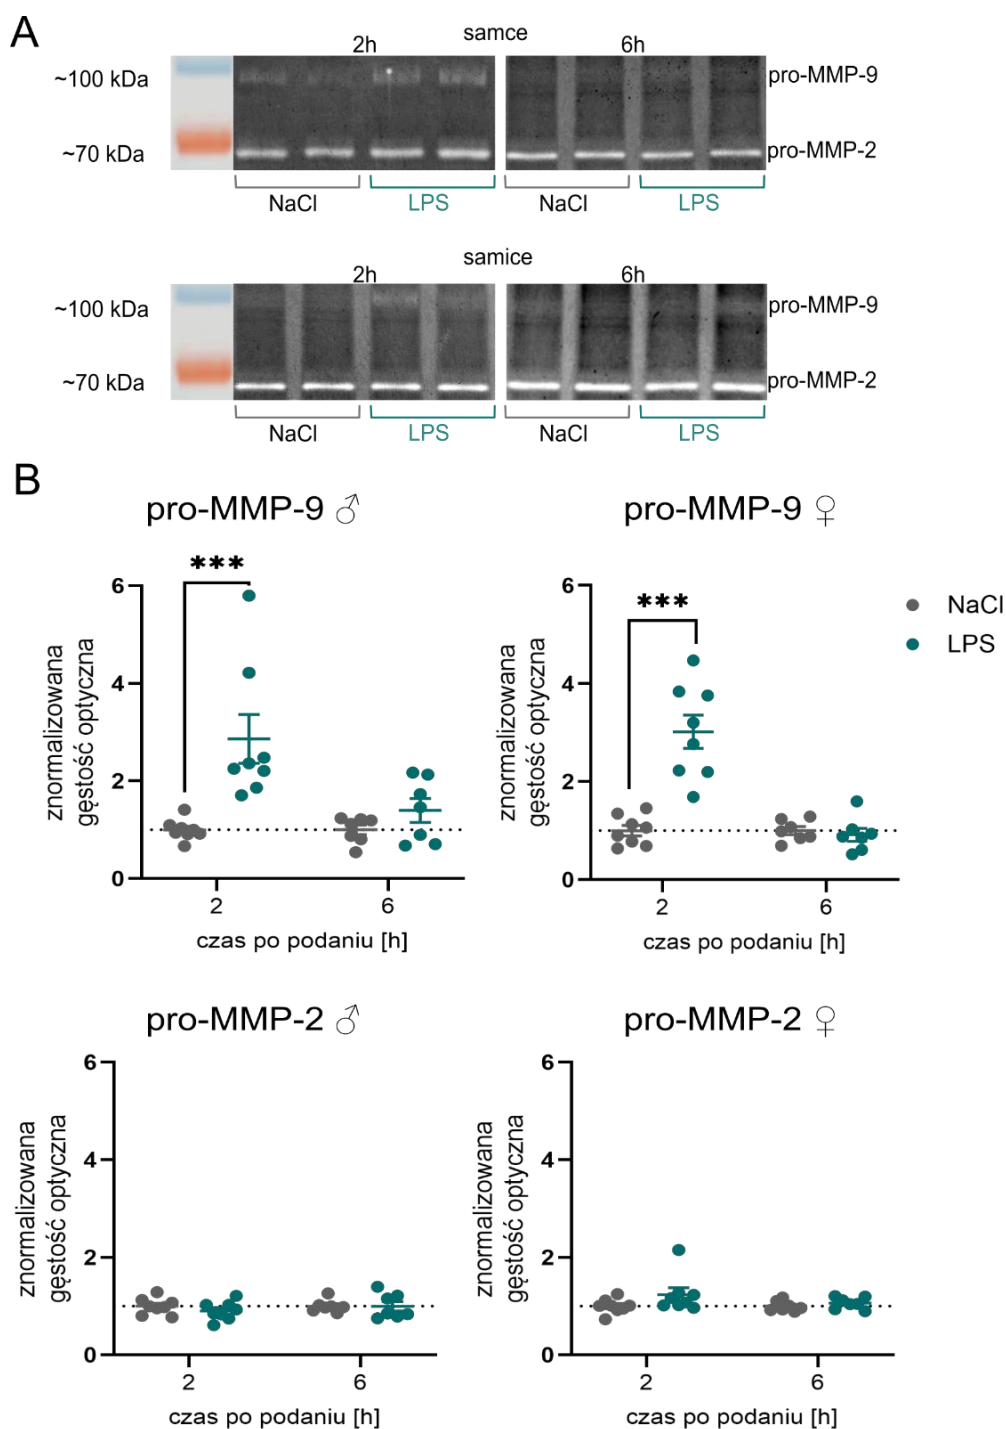 A
samce
2h
6h
~100 kDa
pro-MMP-9
~70 kDa
pro-MMP-2
NaCl
LPS
NaCl
LPS
samice
2h
6h
~100 kDa
pro-MMP-9
~70 kDa
pro-MMP-2
NaCl
LPS
NaCl
LPS
B
pro-MMP-9 ♂
znormalizowana
gęstość optyczna
6
4
2
0
***
2
6
czas po podaniu [h]
pro-MMP-9 ♀
znormalizowana
gęstość optyczna
6
4
2
0
***
2
6
czas po podaniu [h]
NaCl
LPS
pro-MMP-2 ♂
znormalizowana
gęstość optyczna
6
4
2
0
2
6
czas po podaniu [h]
pro-MMP-2 ♀
znormalizowana
gęstość optyczna
6
4
2
0
2
6
czas po podaniu [h]